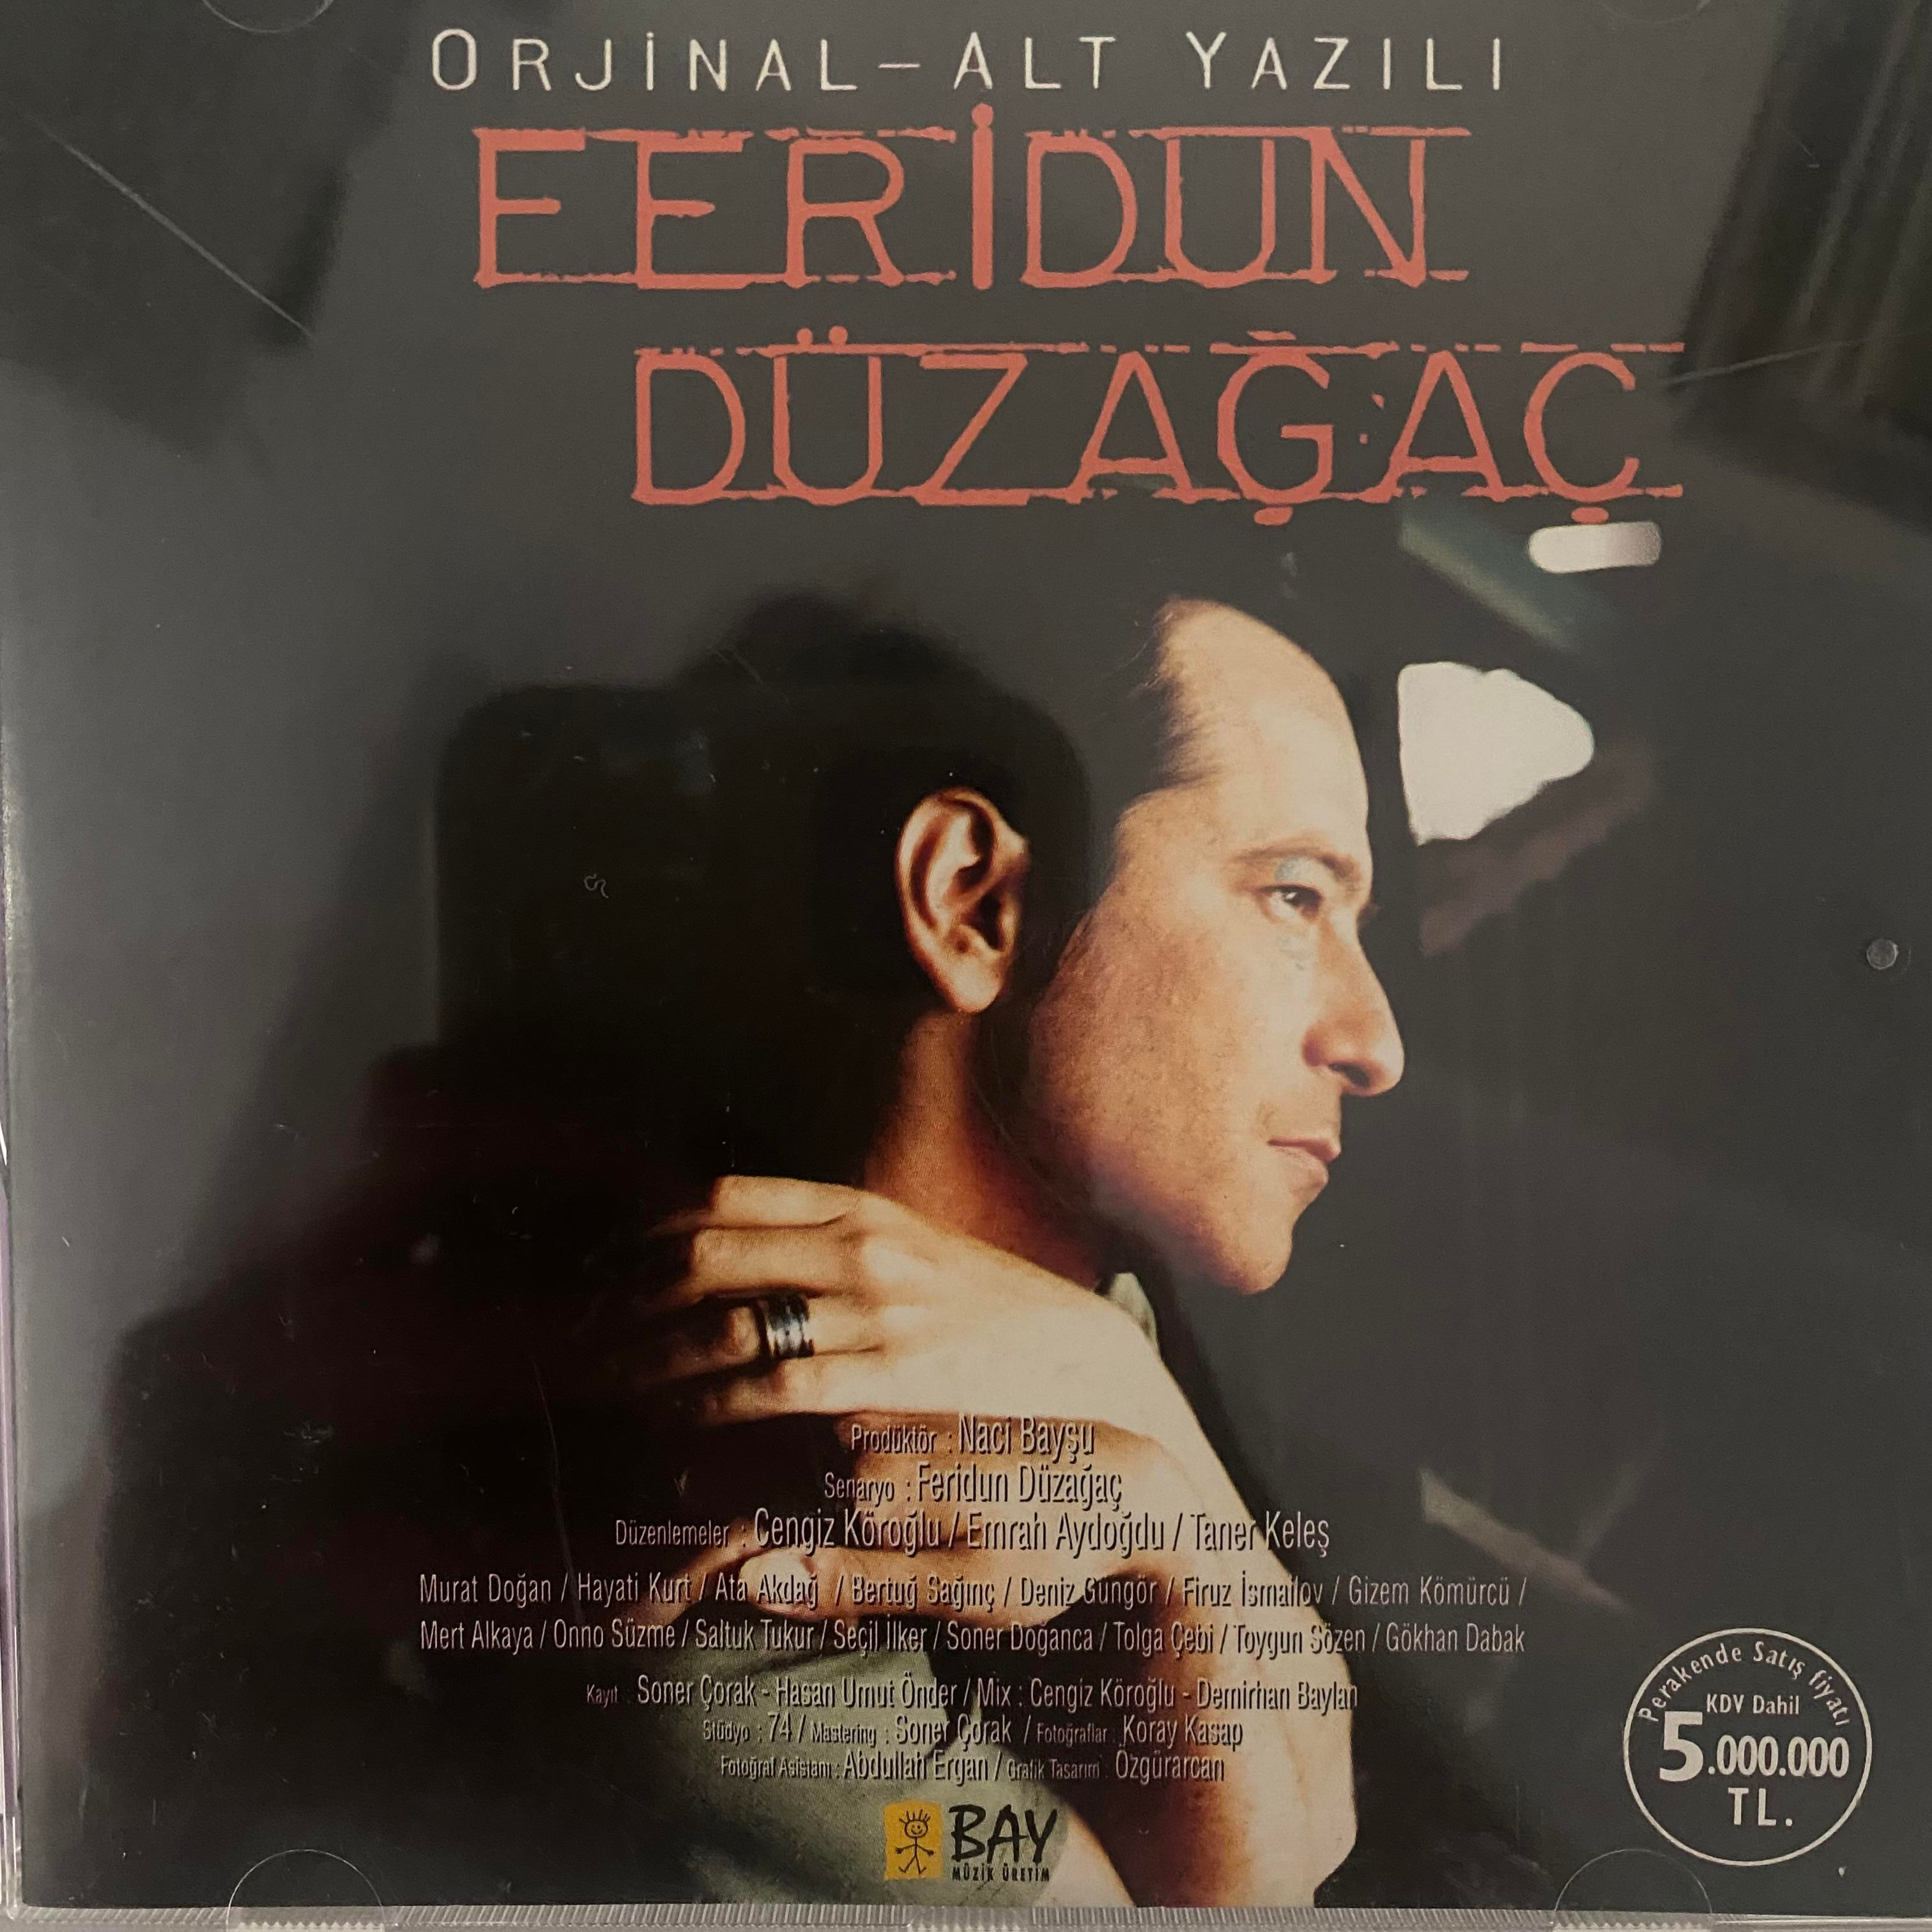 ORJİNAL–ALT YAZILI
FERİDUN
DÜZAĞAÇ
Prodüktör : Naci Bayşu
Senaryo : Feridun Düzağaç
Düzenlemeler : Cengiz Köroğlu / Emrah Aydoğdu / Taner Keleş
Murat Doğan / Hayati Kurt / Ata Akdağ / Bertuğ Sağınç / Deniz Güngör / Firuz İsmailov / Gizem Kömürcü /
Mert Alkaya / Onno Süzme / Saltuk Tukur / Seçil İlker / Soner Doğanca / Tolga Çebi / Toygun Sözen / Gökhan Dabak
Kayıt : Soner Çorak - Hasan Umut Önder / Mix : Cengiz Köroğlu - Demirhan Baylan
Stüdyo : 74 / Mastering : Soner Çorak / Fotoğraflar : Koray Kasap
Fotoğraf Asistanı : Abdullah Ergan / Grafik Tasarım : Özgürarcan
BAY
MÜZİK ÜRETİM
Perakende Satış fiyatı
KDV Dahil
5.000.000
TL.